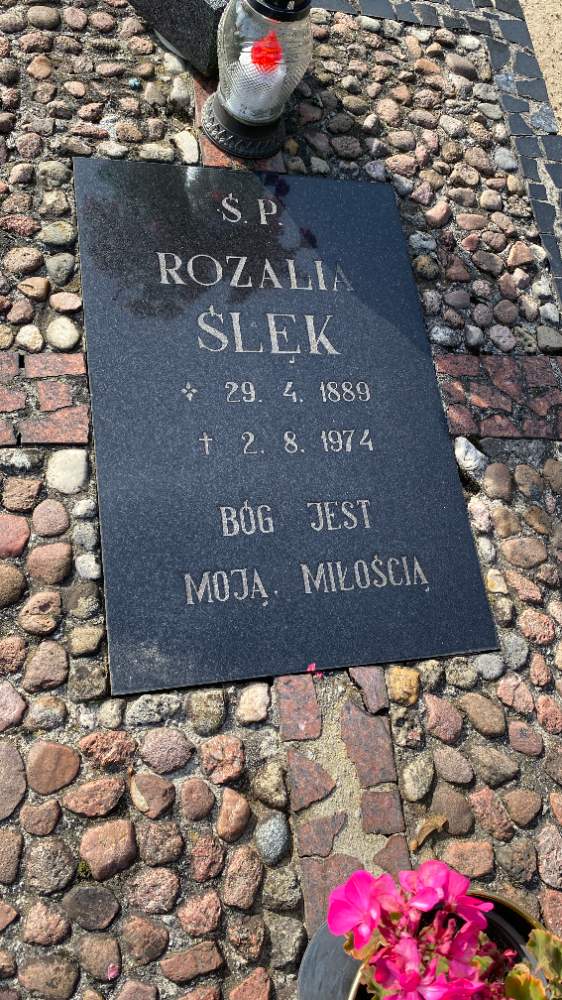 Ś. P.
ROZALIA
ŚLĘK
29. 4. 1889
† 2. 8. 1974
BÓG JEST
MOJĄ MIŁOŚCIĄ